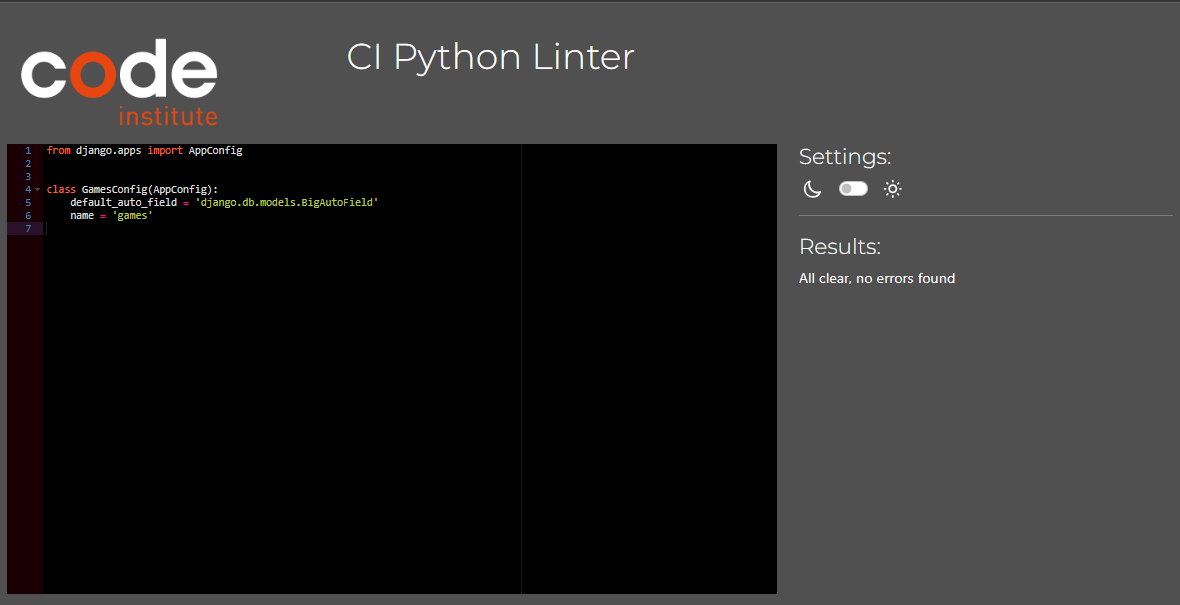 code
institute
CI Python Linter
1 from django.apps import AppConfig
2
3
4 class GamesConfig(AppConfig):
5     default_auto_field = 'django.db.models.BigAutoField'
6     name = 'games'
7
Settings:
Results:
All clear, no errors found